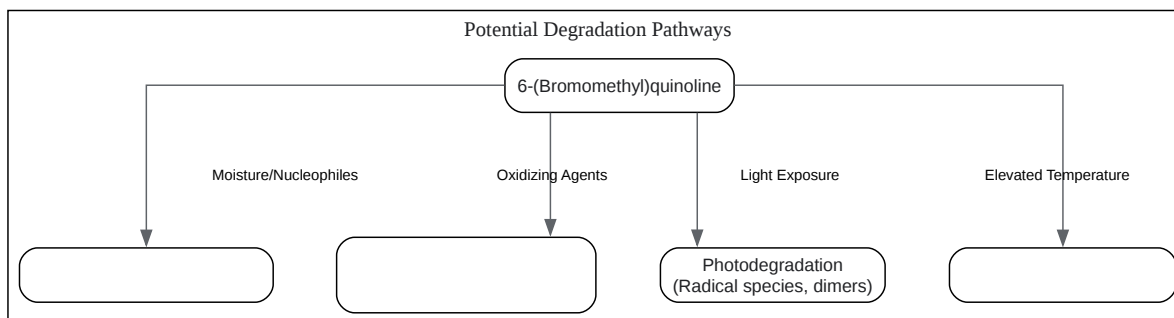 Potential Degradation Pathways
6-(Bromomethyl)quinoline
Moisture/Nucleophiles
Oxidizing Agents
Light Exposure
Elevated Temperature
Photodegradation
(Radical species, dimers)